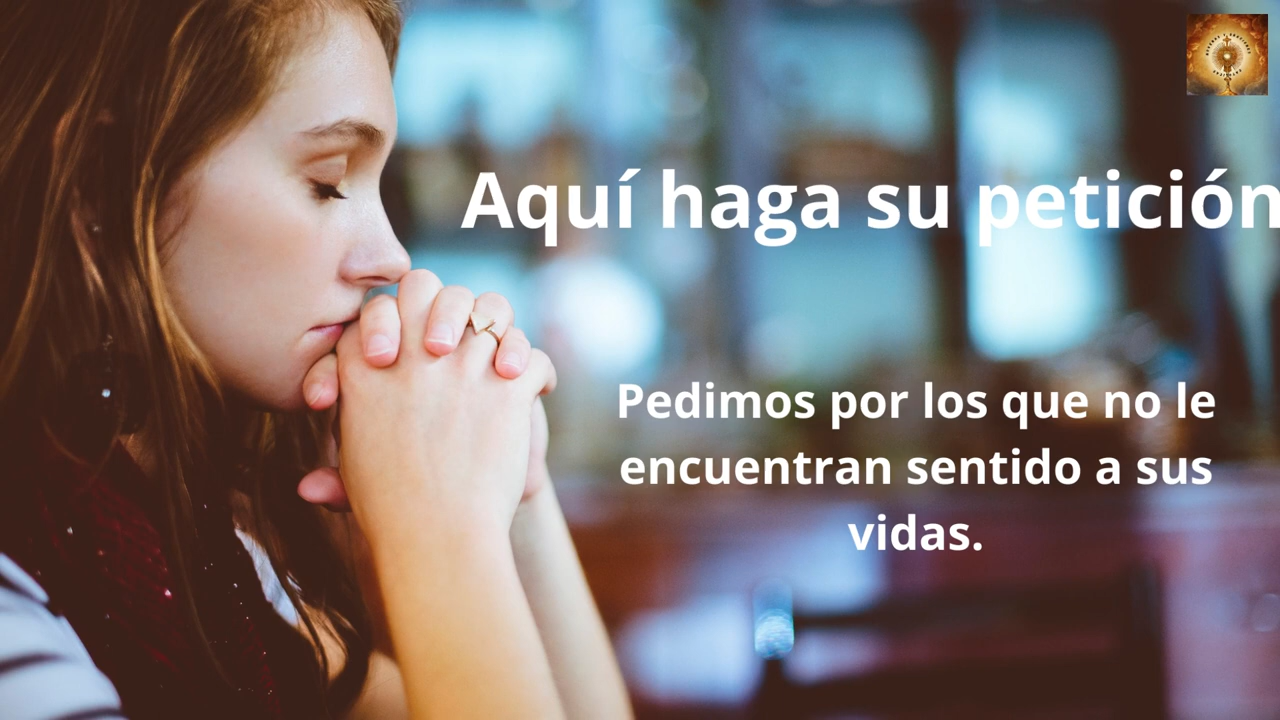 Aquí haga su petición
Pedimos por los que no le
encuentran sentido a sus
vidas.